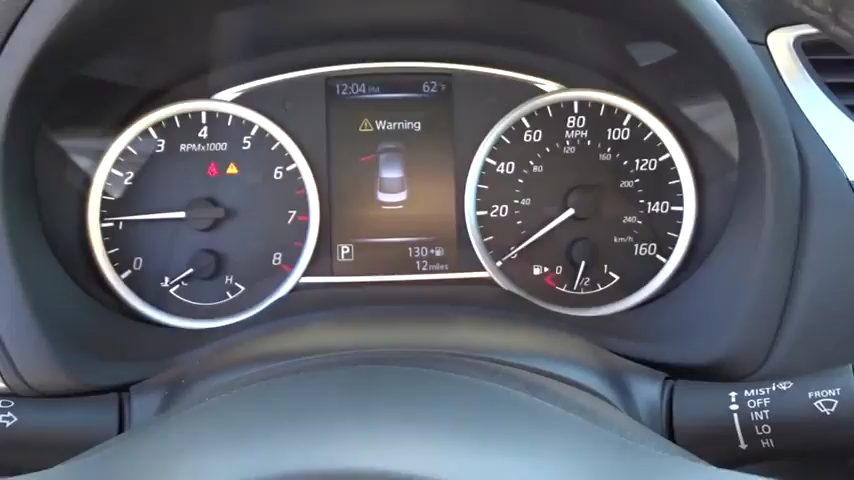 12:04 PM 62°F
Warning
4
3 5
RPMx1000
2 6
1 7
0 8
C H
P 130
12 miles
80
60 100
MPH
120
40 80 160 120
200
20 40 140
240
km/h 160
0 1/2 1
MIST
OFF
INT
LO
HI
FRONT